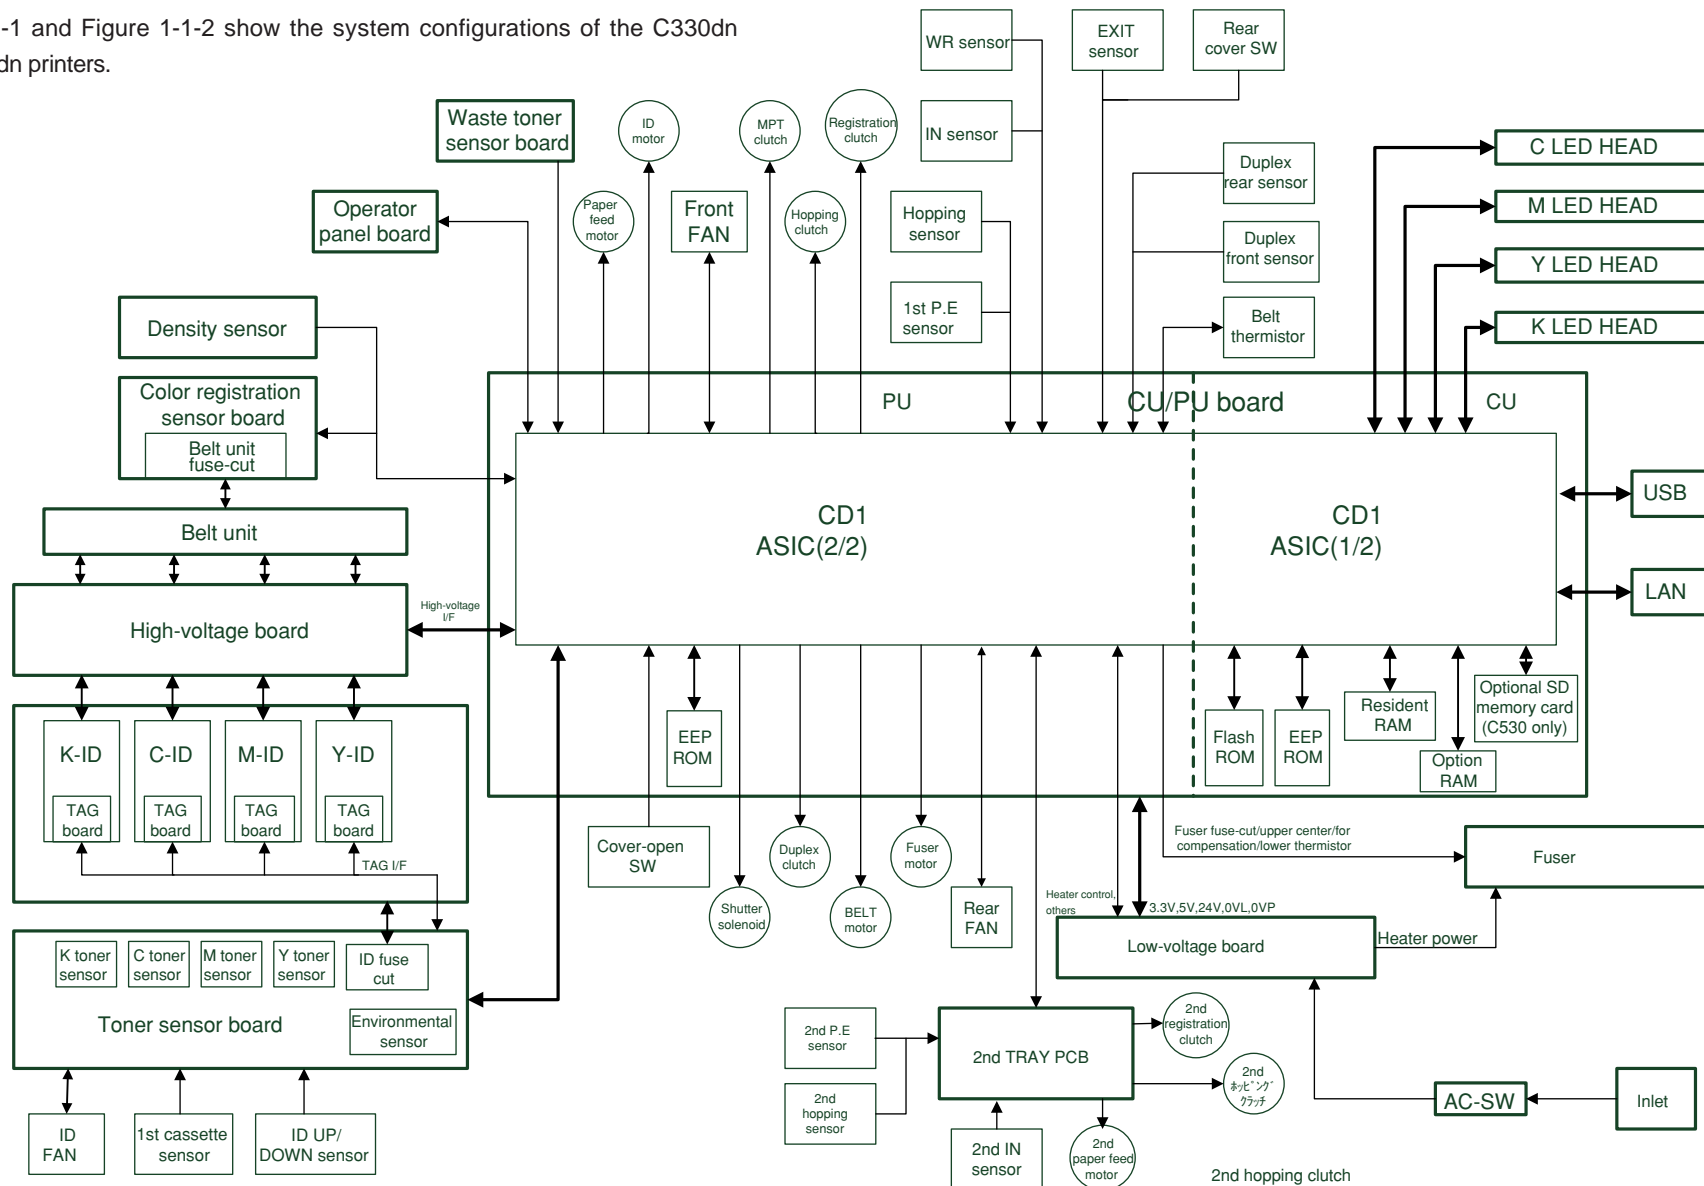 -1 and Figure 1-1-2 show the system configurations of the C330dn
dn printers.
WR sensor
EXIT
sensor
Rear
cover SW
Waste toner
sensor board
ID
motor
MPT
clutch
Registration
clutch
IN sensor
C LED HEAD
Duplex
rear sensor
Operator
panel board
Paper
feed
motor
Front
FAN
Hopping
clutch
Hopping
sensor
M LED HEAD
Duplex
front sensor
Y LED HEAD
Density sensor
1st P.E
sensor
Belt
thermistor
K LED HEAD
Color registration
sensor board
Belt unit
fuse-cut
PU
CU/PU board
CU
CD1
ASIC(2/2)
CD1
ASIC(1/2)
USB
Belt unit
LAN
High-voltage board
High-voltage
I/F
K-ID
C-ID
M-ID
Y-ID
TAG
board
TAG
board
TAG
board
TAG
board
TAG I/F
EEP
ROM
Flash
ROM
EEP
ROM
Resident
RAM
Option
RAM
Optional SD
memory card
(C530 only)
Cover-open
SW
Duplex
clutch
Fuser
motor
Shutter
solenoid
BELT
motor
Rear
FAN
Fuser fuse-cut/upper center/for
compensation/lower thermistor
Fuser
Heater control,
others
3.3V,5V,24V,0VL,0VP
Low-voltage board
Heater power
K toner
sensor
C toner
sensor
M toner
sensor
Y toner
sensor
ID fuse
cut
Toner sensor board
Environmental
sensor
2nd P.E
sensor
2nd TRAY PCB
2nd
registration
clutch
2nd
hopping
sensor
2nd
ﾎｯﾋﾟﾝｸﾞ
ｸﾗｯﾁ
AC-SW
Inlet
ID
FAN
1st cassette
sensor
ID UP/
DOWN sensor
2nd IN
sensor
2nd
paper feed
motor
2nd hopping clutch